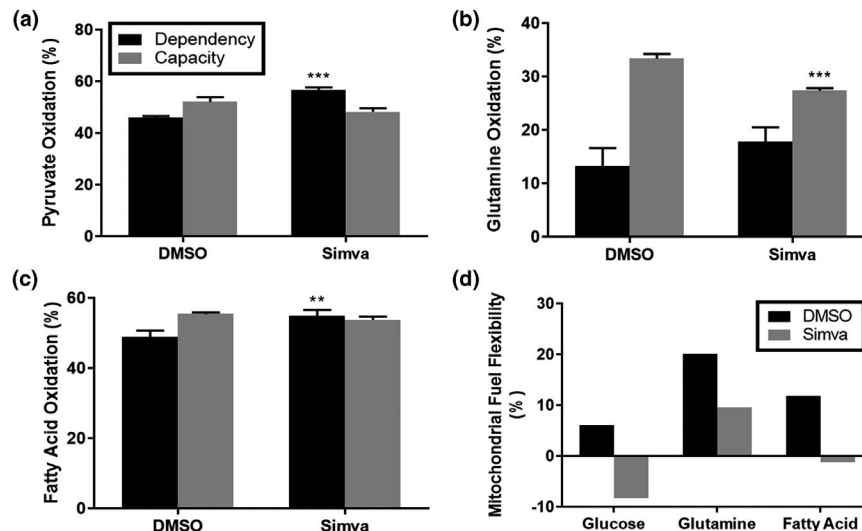 (a)
Pyruvate Oxidation (%)
80
60
40
20
0
Dependency
Capacity
***
DMSO
Simva
(b)
Glutamine Oxidation (%)
40
30
20
10
0
***
DMSO
Simva
(c)
Fatty Acid Oxidation (%)
60
40
20
0
**
DMSO
Simva
(d)
Mitochondrial Fuel Flexibility
(%)
30
20
10
0
-10
DMSO
Simva
Glucose
Glutamine
Fatty Acid